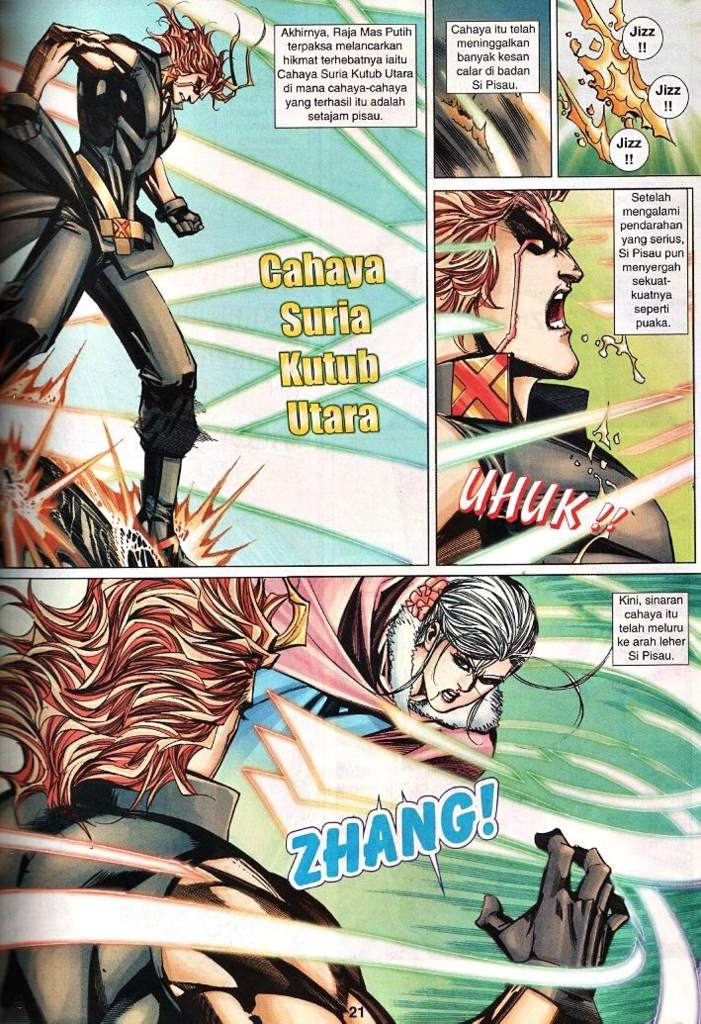 Akhirnya, Raja Mas Putih
terpaksa melancarkan
hikmat terhebatnya iaitu
Cahaya Suria Kutub Utara
di mana cahaya-cahaya
yang terhasil itu adalah
setajam pisau.
Cahaya
Suria
Kutub
Utara
Cahaya itu telah
meninggalkan
banyak kesan
calar di badan
Si Pisau.
Jizz
!!
Jizz
!!
Jizz
!!
Setelah
mengalami
pendarahan
yang serius,
Si Pisau pun
menyergah
sekuat-
kuatnya
seperti
puaka.
UHUK!!
Kini, sinaran
cahaya itu
telah meluru
ke arah leher
Si Pisau.
ZHANG!
21